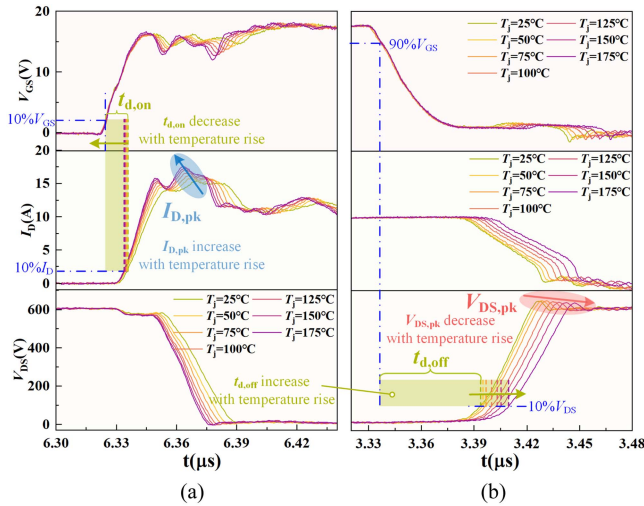 (a)
20
15
10
5
0
V_GS(V)
10%V_GS
t_d,on
t_d,on decrease
with temperature rise
20
15
10
5
0
I_D(A)
10%I_D
I_D,pk
I_D,pk increase
with temperature rise
600
400
200
0
V_DS(V)
T_j=25°C
T_j=125°C
T_j=50°C
T_j=150°C
T_j=75°C
T_j=175°C
T_j=100°C
t_d,off increase
with temperature rise
6.30
6.33
6.36
6.39
6.42
t(μs)
(b)
90%V_GS
T_j=25°C
T_j=125°C
T_j=50°C
T_j=150°C
T_j=75°C
T_j=175°C
T_j=100°C
T_j=25°C
T_j=125°C
T_j=50°C
T_j=150°C
T_j=75°C
T_j=175°C
T_j=100°C
V_DS,pk
V_DS,pk decrease
with temperature rise
t_d,off
10%V_DS
3.33
3.36
3.39
3.42
3.45
3.48
t(μs)
(a)
(b)